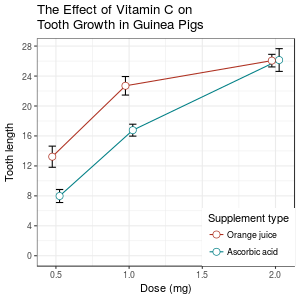 The Effect of Vitamin C on
Tooth Growth in Guinea Pigs
Tooth length
28
24
20
16
12
8
4
0
0.5 1.0 1.5 2.0
Dose (mg)
Supplement type
Orange juice
Ascorbic acid